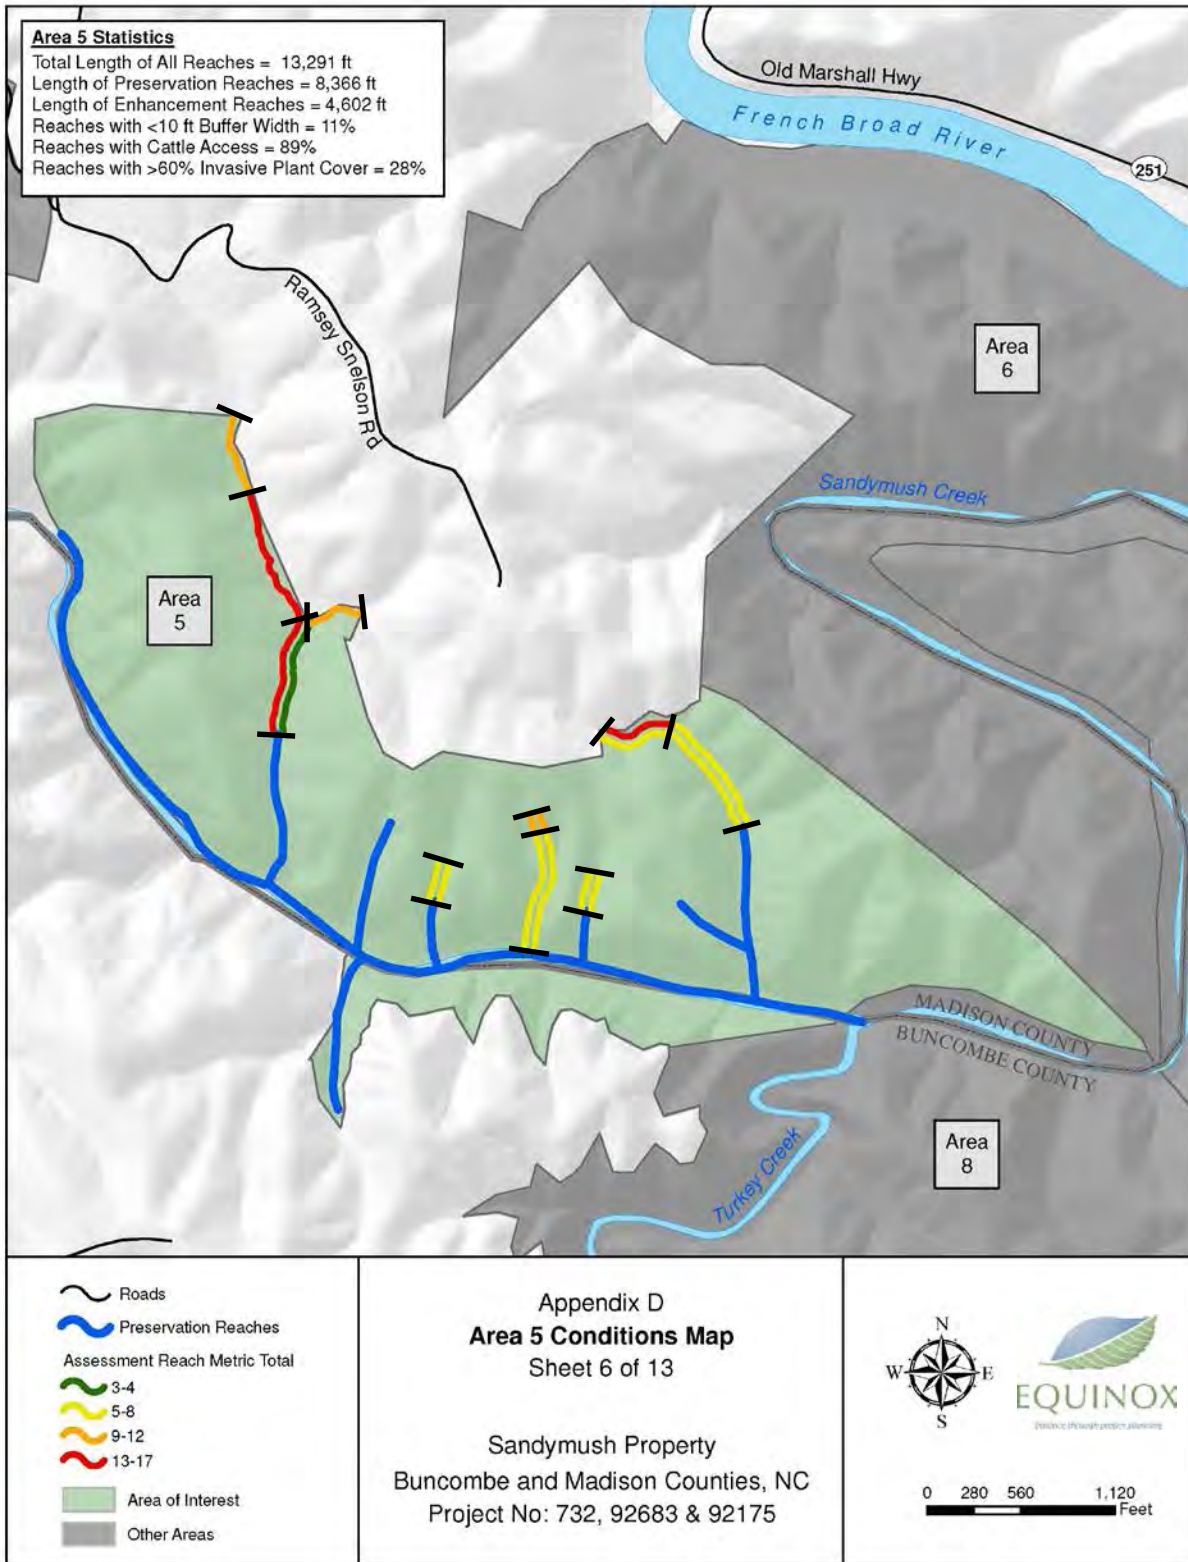 Area 5 Statistics
Total Length of All Reaches = 13,291 ft
Length of Preservation Reaches = 8,366 ft
Length of Enhancement Reaches = 4,602 ft
Reaches with <10 ft Buffer Width = 11%
Reaches with Cattle Access = 89%
Reaches with >60% Invasive Plant Cover = 28%
Old Marshall Hwy
French Broad River
251
Ramsey Snelson Rd
Area
6
Sandymush Creek
Area
5
MADISON COUNTY
BUNCOMBE COUNTY
Turkey Creek
Area
8
Roads
Preservation Reaches
Assessment Reach Metric Total
3-4
5-8
9-12
13-17
Area of Interest
Other Areas
Appendix D
Area 5 Conditions Map
Sheet 6 of 13
Sandymush Property
Buncombe and Madison Counties, NC
Project No: 732, 92683 & 92175
N
W E
S
EQUINOX
balance through proper planning
0 280 560 1,120
Feet